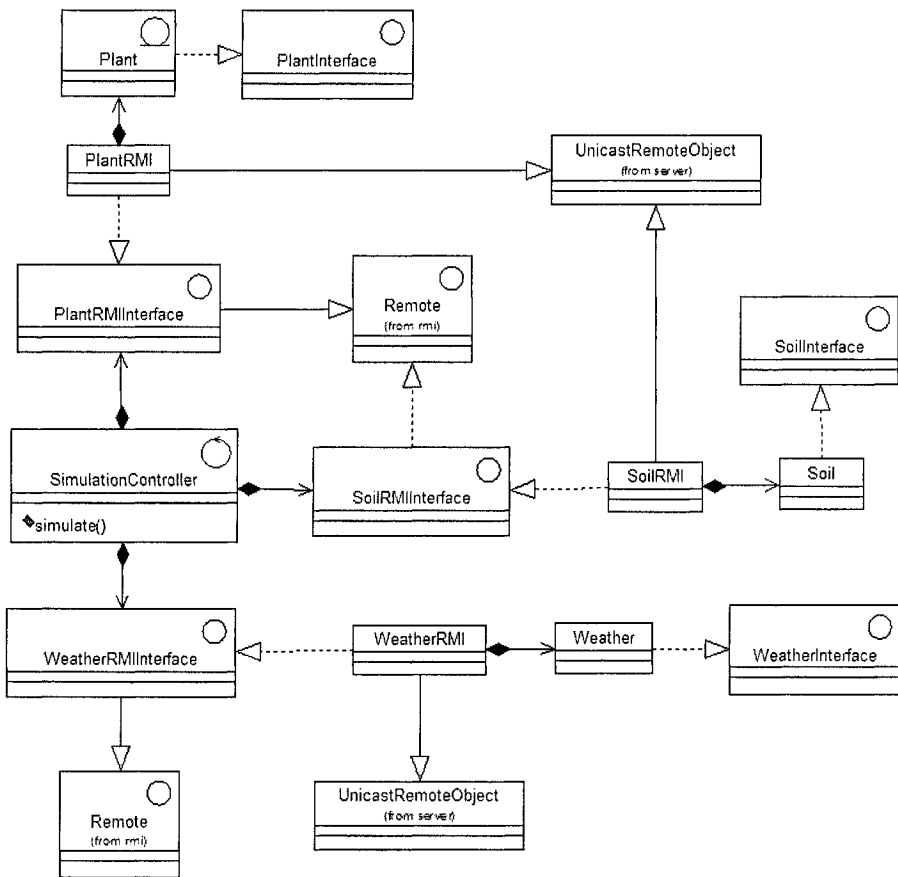 Plant
PlantInterface
PlantRMI
UnicastRemoteObject
(from server)
PlantRMIInterface
Remote
(from rmi)
SoilInterface
SimulationController
simulate()
SoilRMIInterface
SoilRMI
Soil
WeatherRMIInterface
WeatherRMI
Weather
WeatherInterface
Remote
(from rmi)
UnicastRemoteObject
(from server)